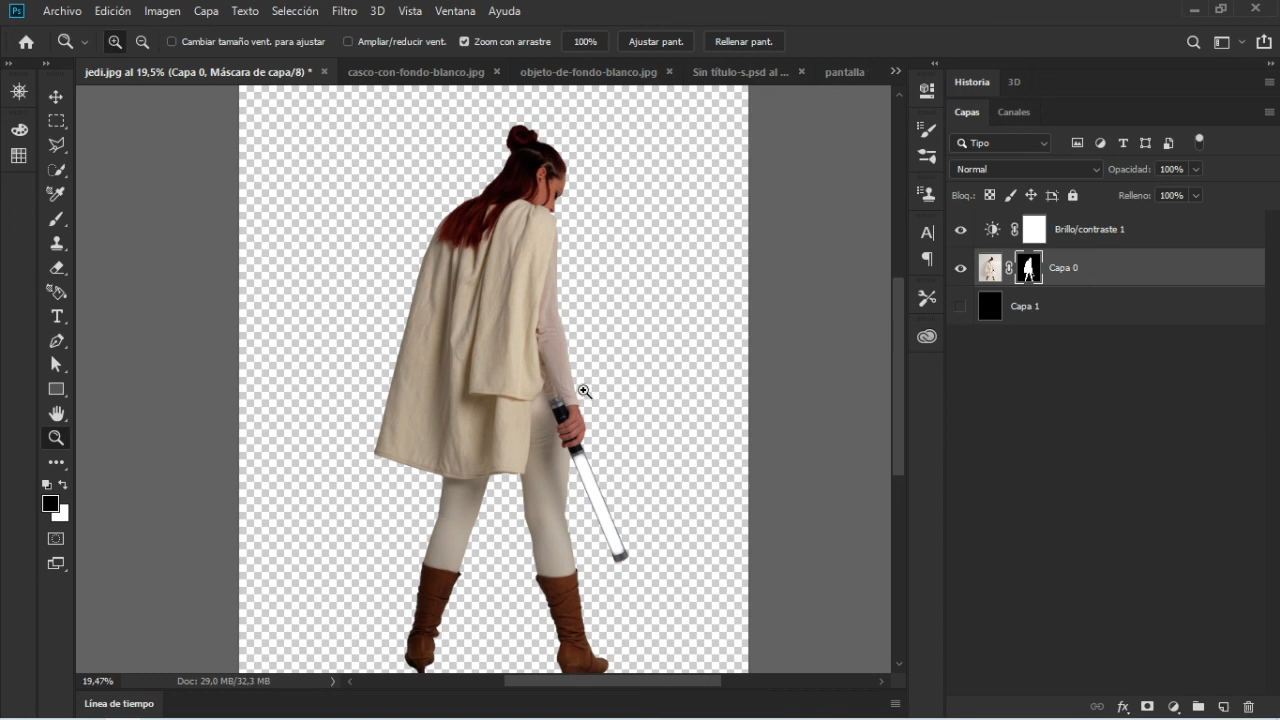 Ps Archivo Edición Imagen Capa Texto Selección Filtro 3D Vista Ventana Ayuda
Cambiar tamaño vent. para ajustar Ampliar/reducir vent. Zoom con arrastre 100% Ajustar pant. Rellenar pant.
jedi.jpg al 19,5% (Capa 0, Máscara de capa/8) * casco-con-fondo-blanco.jpg objeto-de-fondo-blanco.jpg Sin título-s.psd al ... pantalla
Historia 3D
Capas Canales
Tipo
Normal Opacidad: 100%
Bloq.: Relleno: 100%
Brillo/contraste 1
Capa 0
Capa 1
19,47% Doc: 29,0 MB/32,3 MB
Línea de tiempo